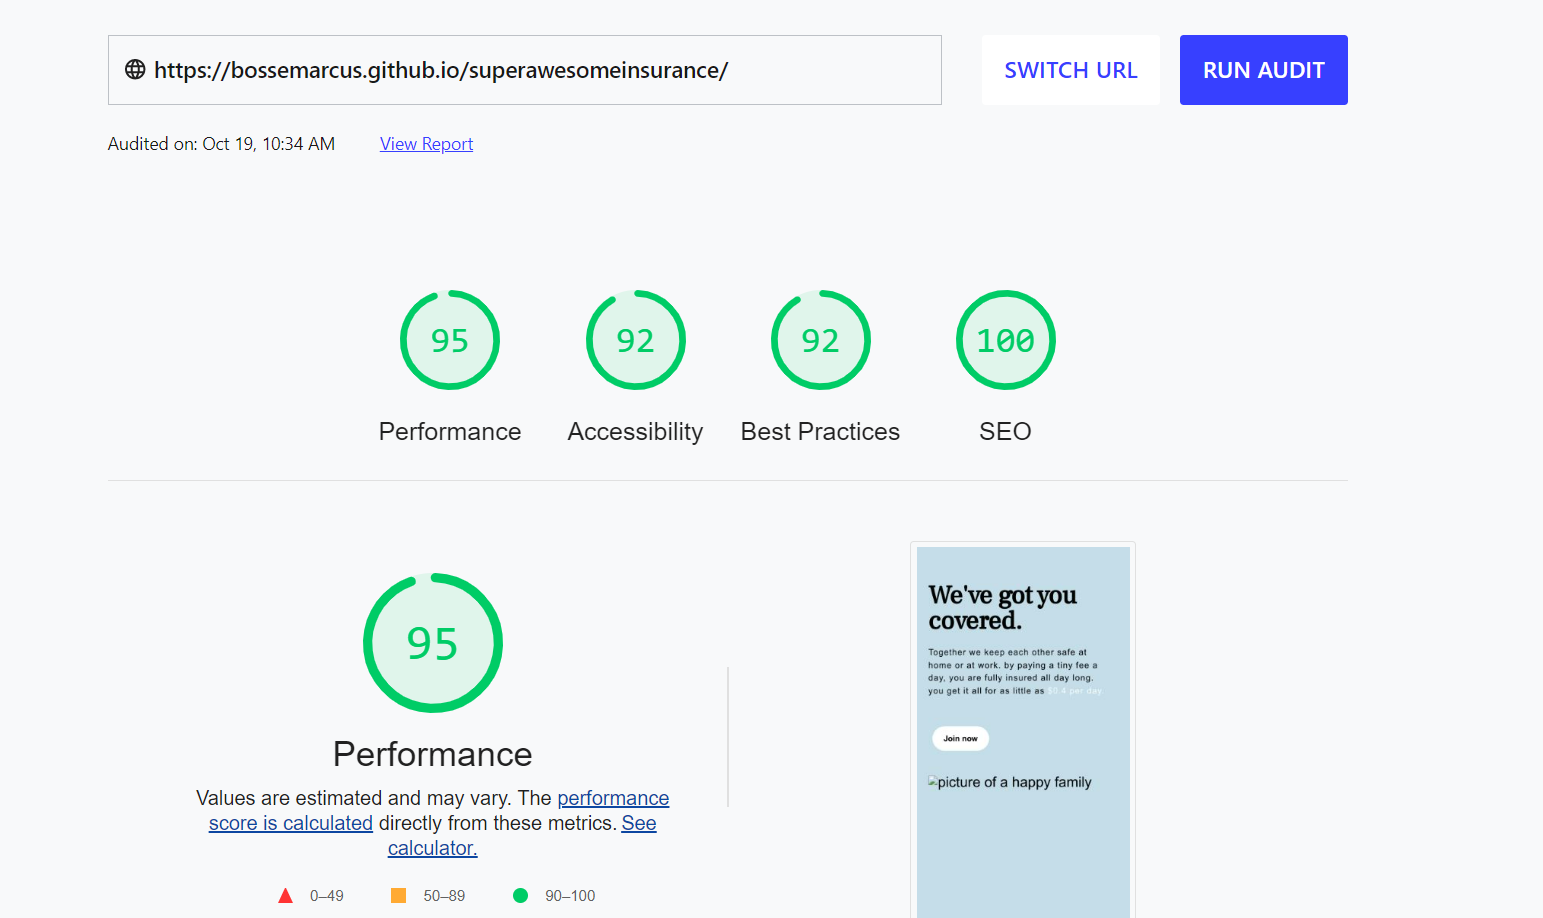 https://bossemarcus.github.io/superawesomeinsurance/
SWITCH URL
RUN AUDIT
Audited on: Oct 19, 10:34 AM
View Report
95
92
92
100
Performance
Accessibility
Best Practices
SEO
95
Performance
Values are estimated and may vary. The performance
score is calculated directly from these metrics. See
calculator.
0–49
50–89
90–100
We've got you
covered.
Together we keep each other safe at
home or at work. by paying a tiny fee a
day, you are fully insured all day long.
you get it all for as little as $0.4 per day
Join now
picture of a happy family